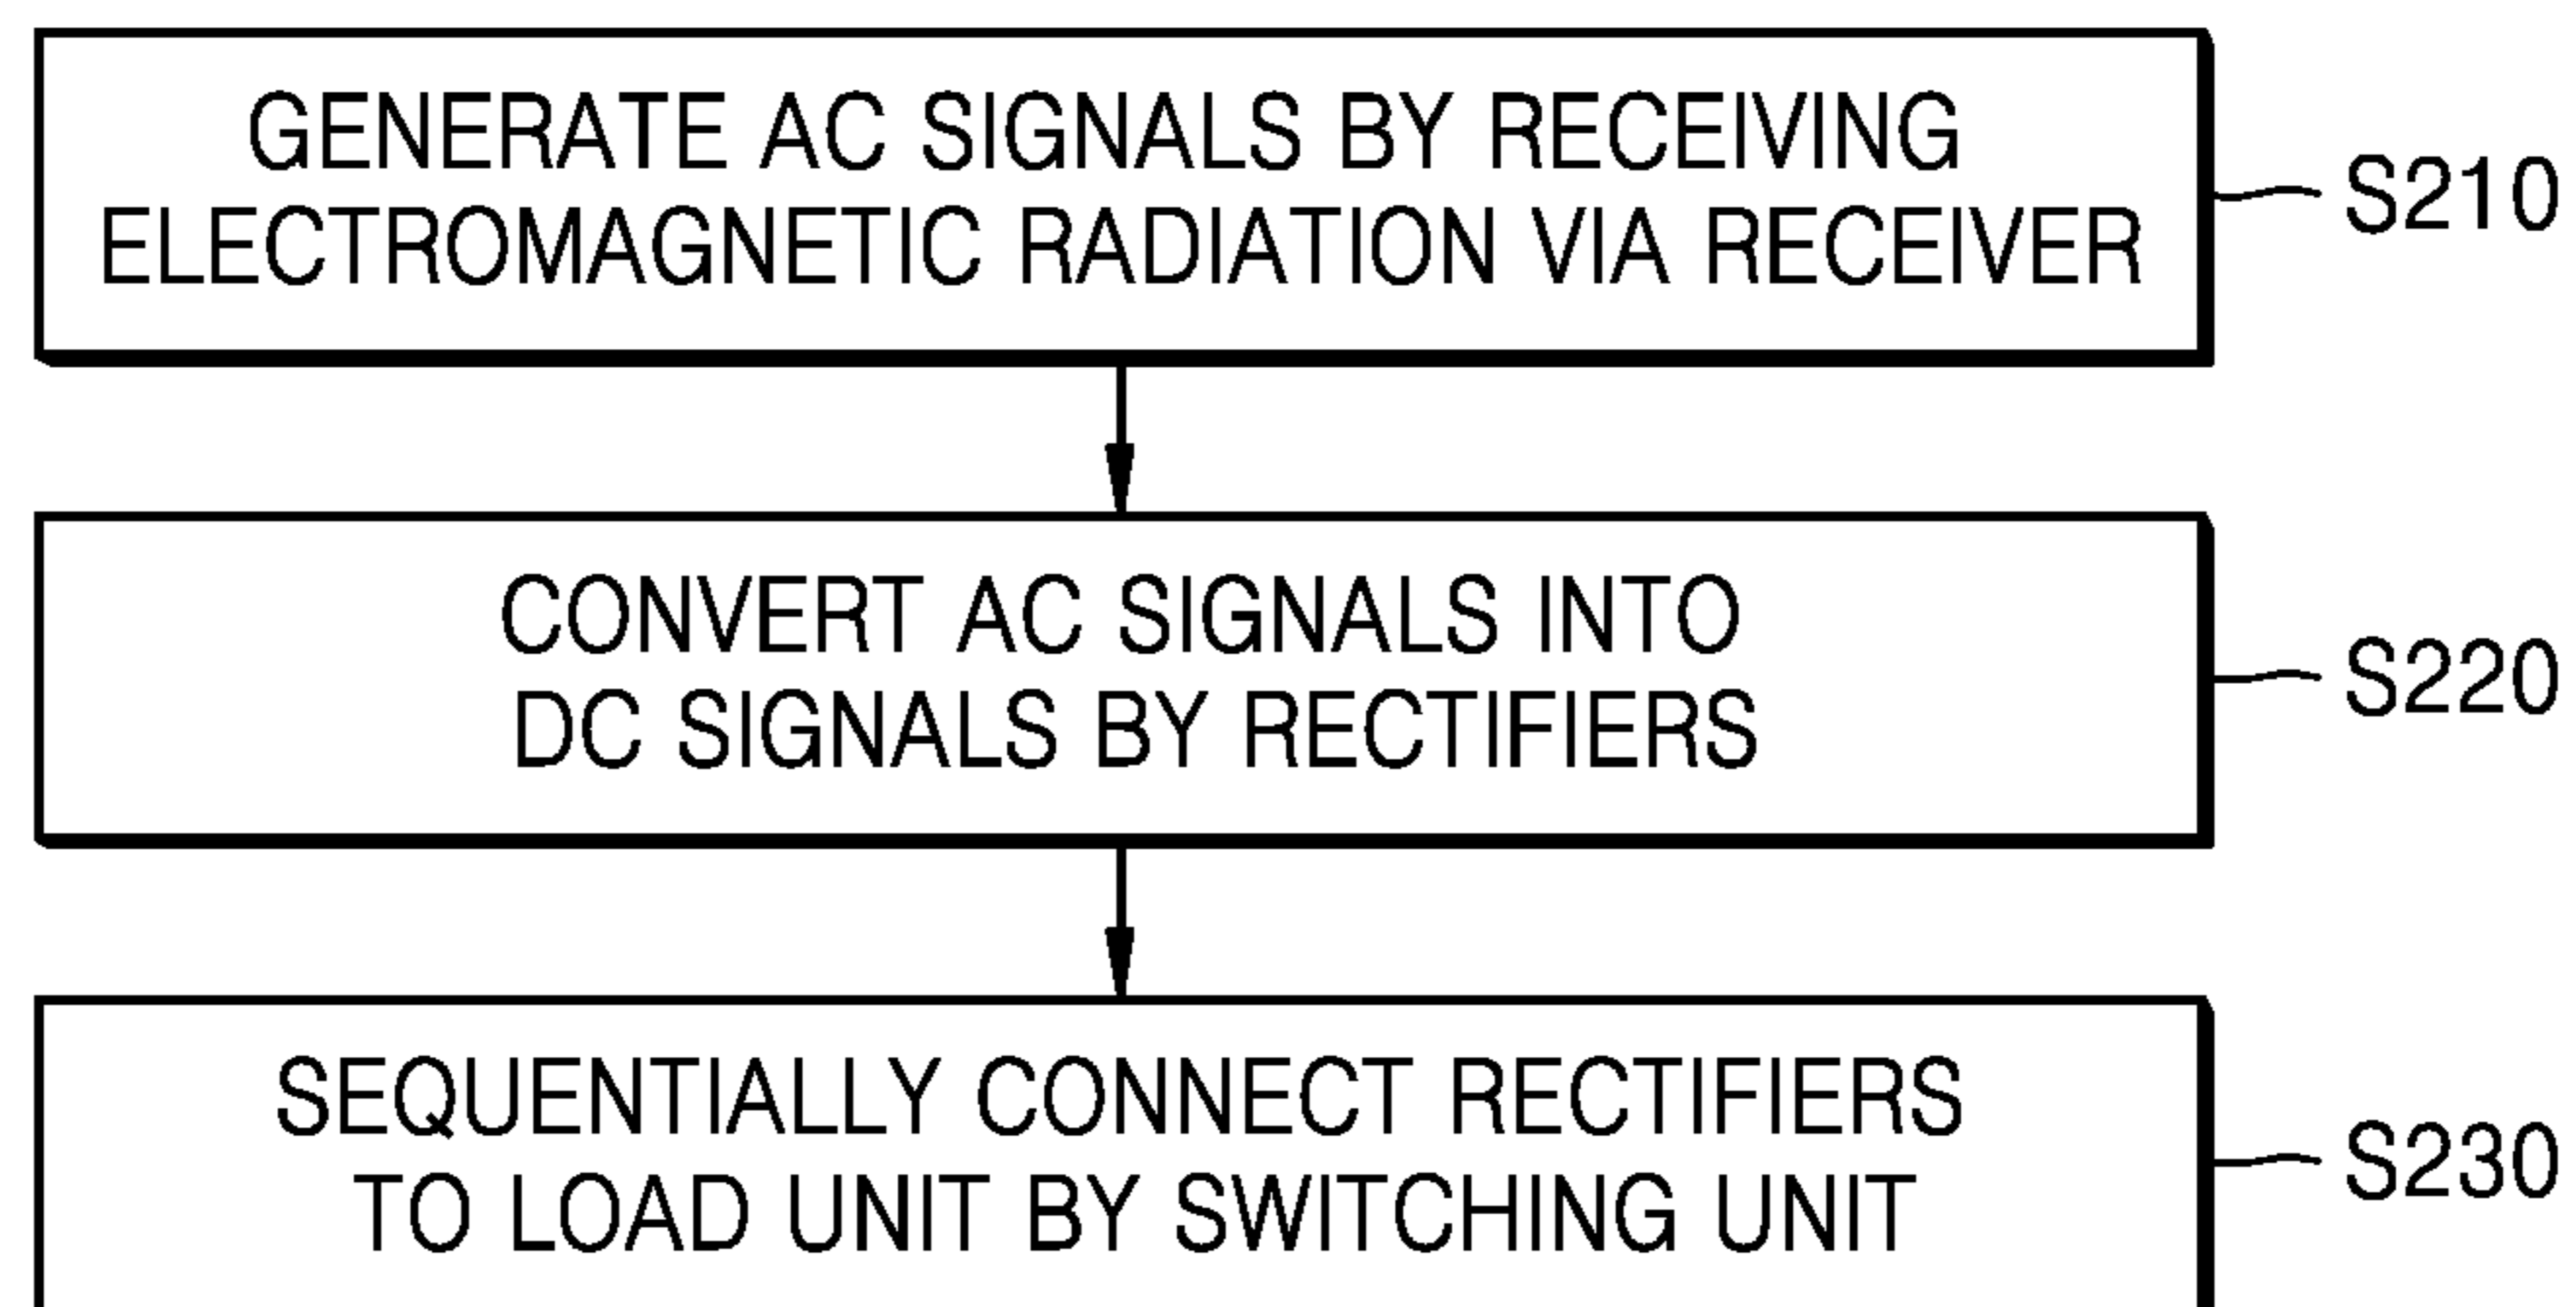 GENERATE AC SIGNALS BY RECEIVING
ELECTROMAGNETIC RADIATION VIA RECEIVER
S210
CONVERT AC SIGNALS INTO
DC SIGNALS BY RECTIFIERS
S220
SEQUENTIALLY CONNECT RECTIFIERS
TO LOAD UNIT BY SWITCHING UNIT
S230